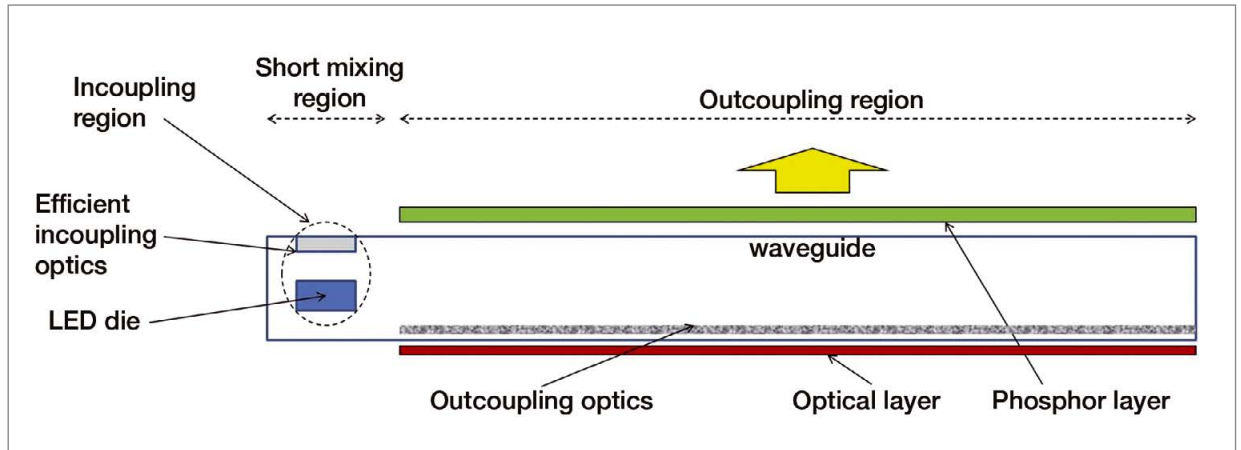 Short mixing
region
Incoupling
region
Outcoupling region
Efficient
incoupling
optics
waveguide
LED die
Outcoupling optics
Optical layer
Phosphor layer